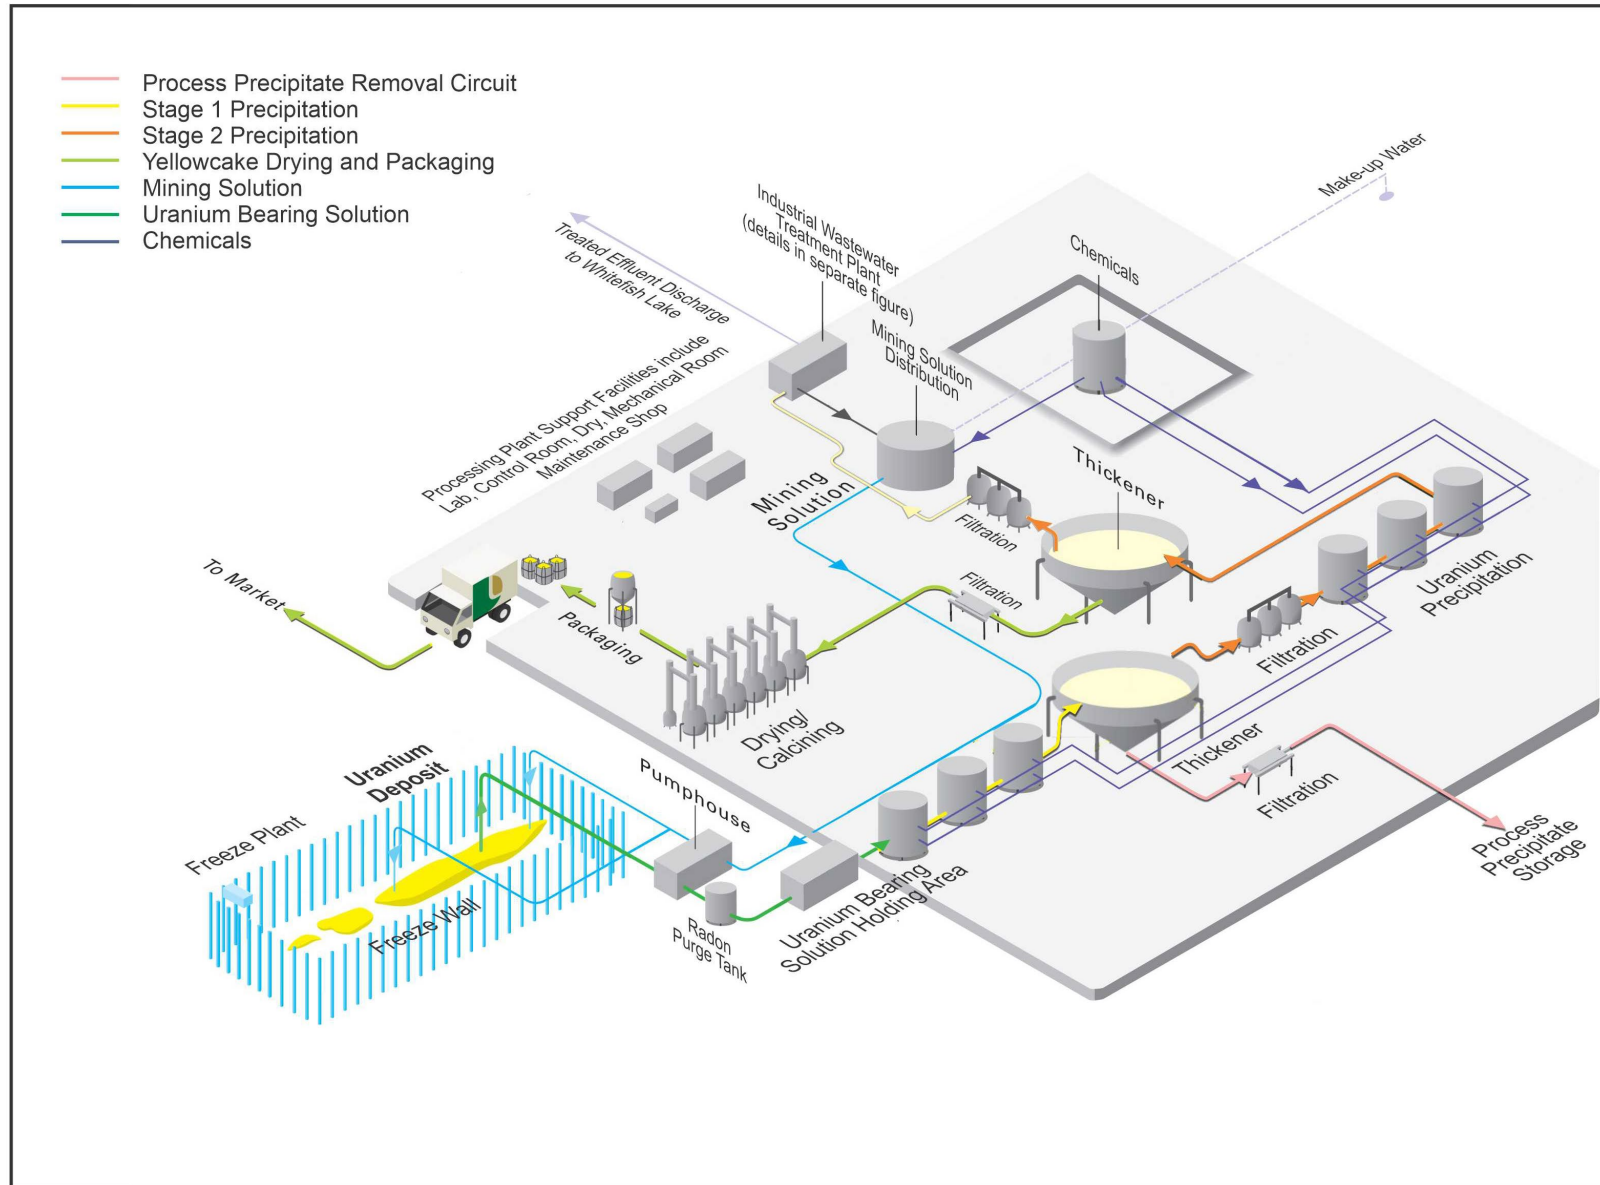 Process Precipitate Removal Circuit
Stage 1 Precipitation
Stage 2 Precipitation
Yellowcake Drying and Packaging
Mining Solution
Uranium Bearing Solution
Chemicals
Make-up Water
Industrial Wastewater
Treatment Plant
(details in separate figure)
Treated Effluent Discharge
to Whitefish Lake
Chemicals
Mining Solution
Distribution
Processing Plant Support Facilities include
Lab, Control Room, Dry, Mechanical Room
Maintenance Shop
Thickener
Mining
Solution
Filtration
Uranium
Precipitation
To Market
Filtration
Packaging
Filtration
Drying/
Calcining
Thickener
Filtration
Process
Precipitate
Storage
Uranium
Deposit
Pumphouse
Freeze Plant
Freeze Wall
Radon
Purge Tank
Uranium Bearing
Solution Holding Area